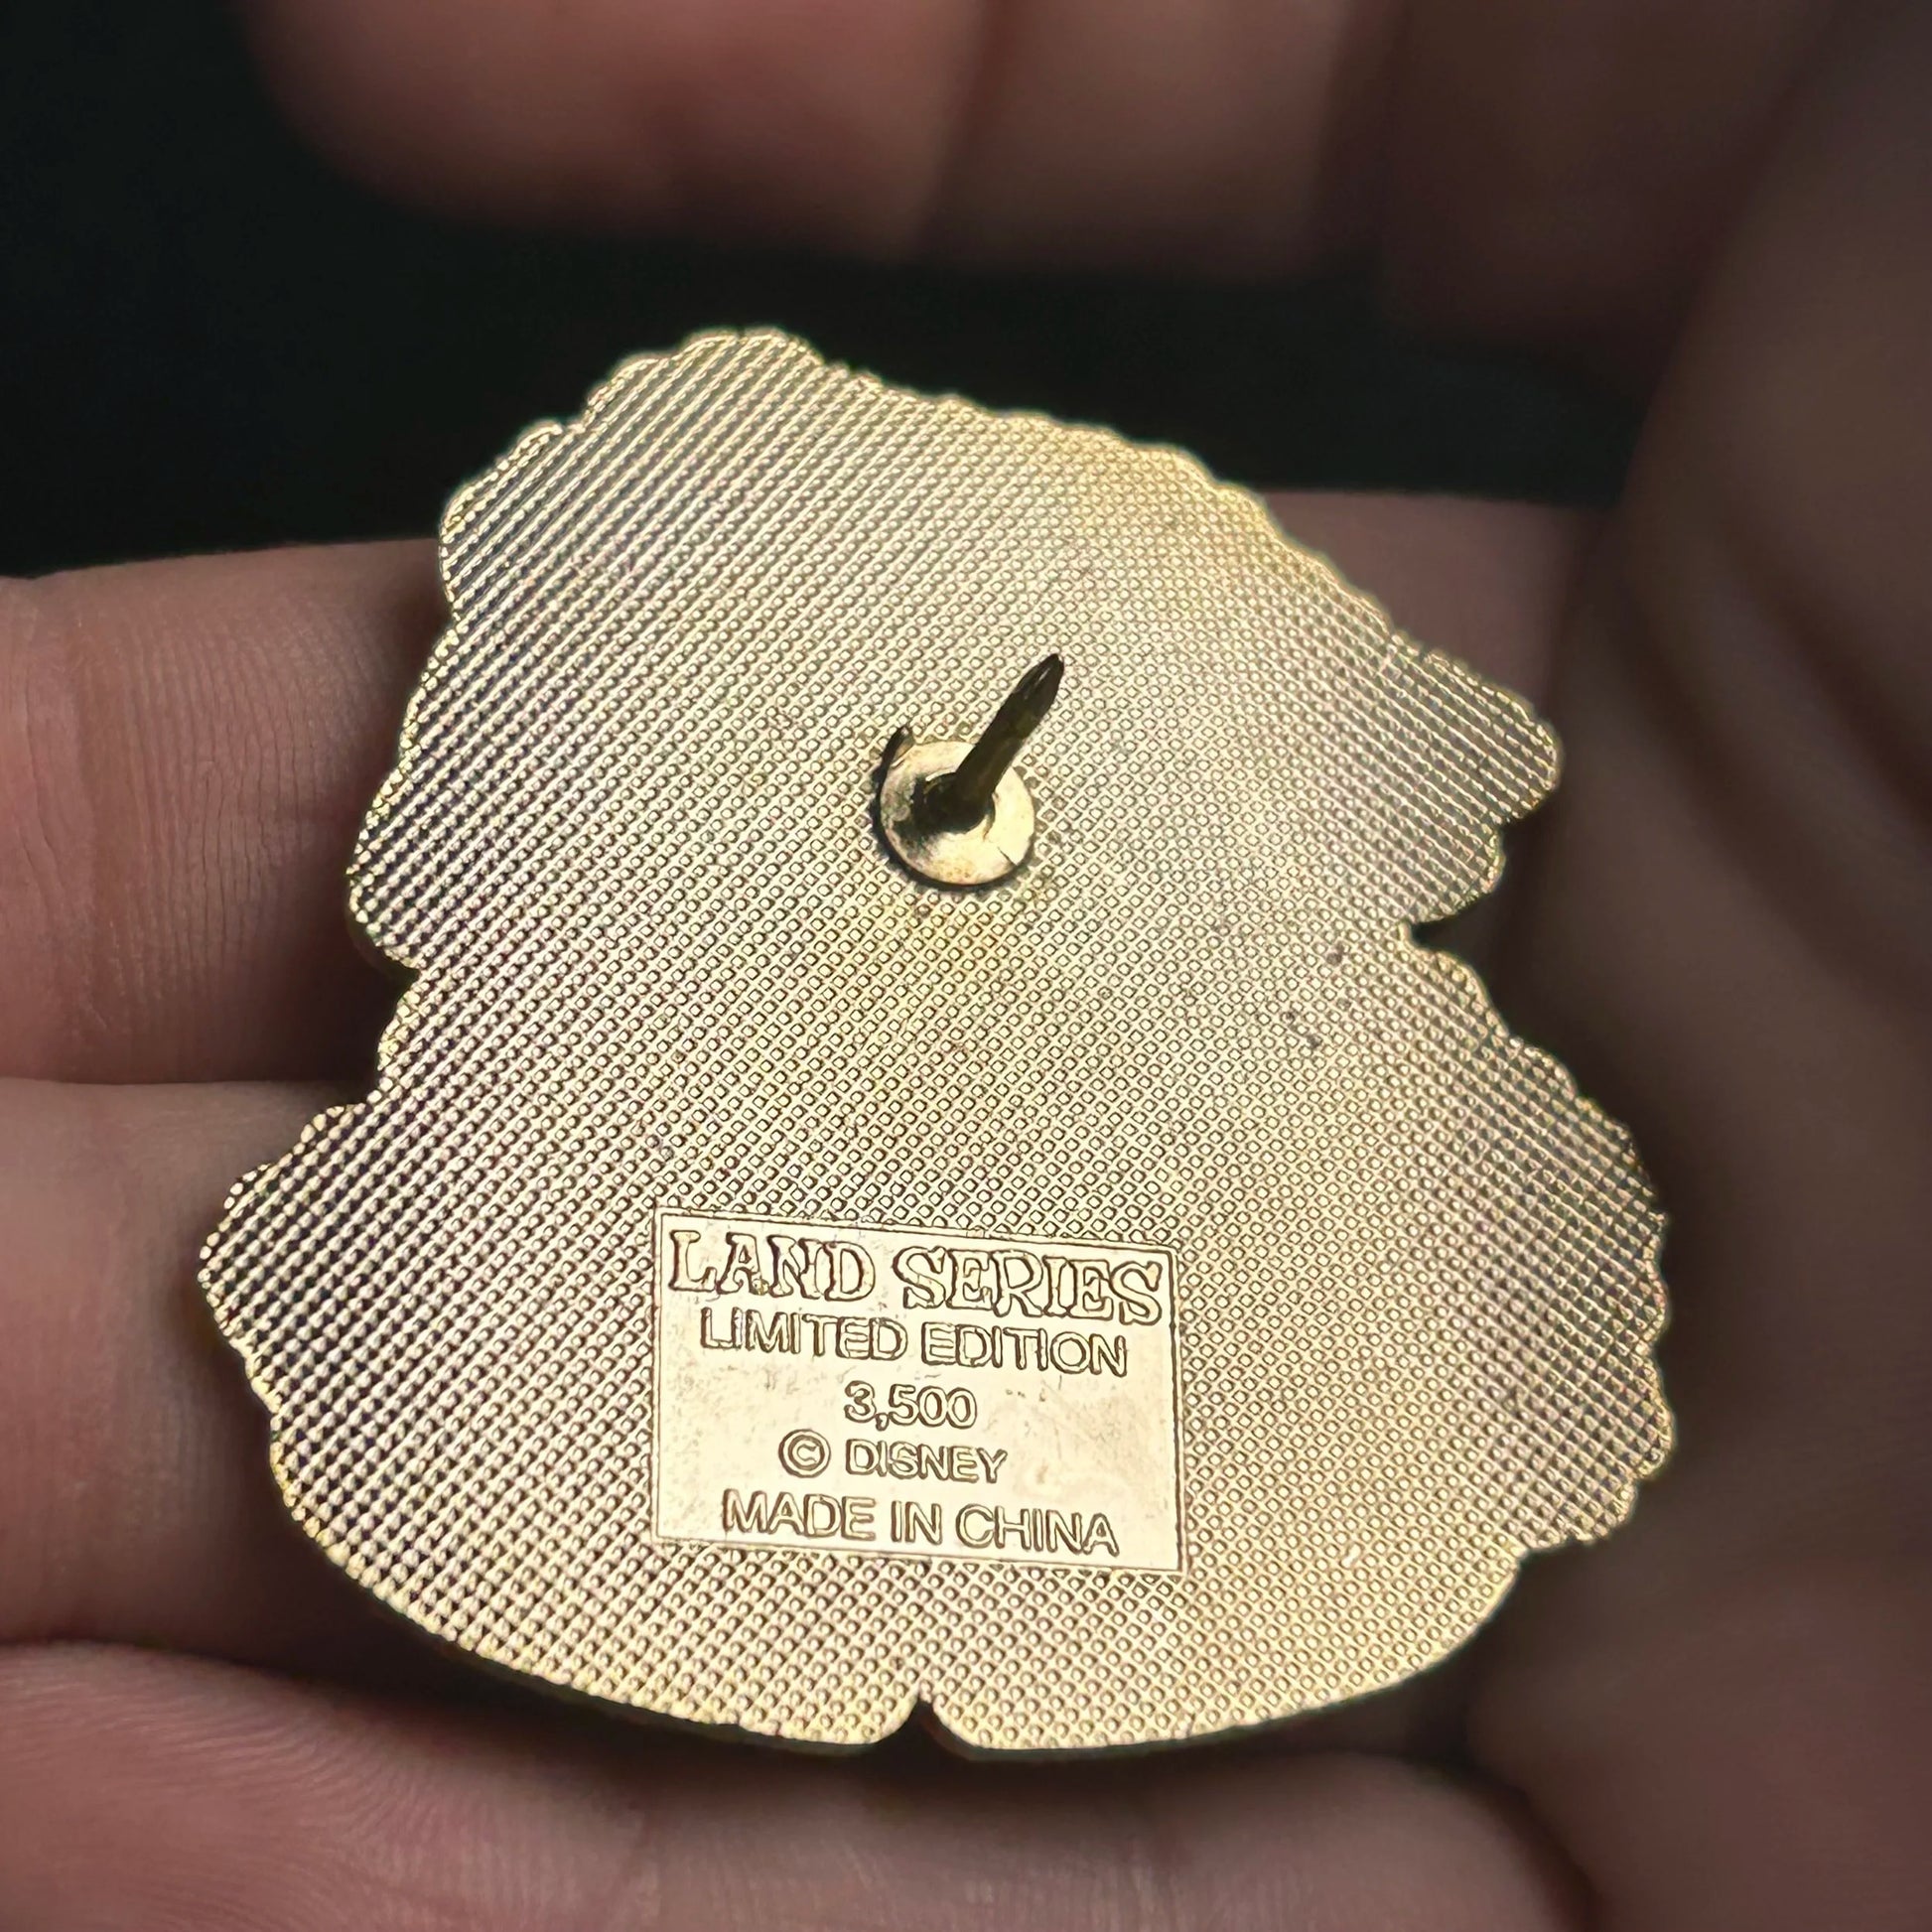 LAND SERIES
LIMITED EDITION
3,500
© DISNEY
MADE IN CHINA